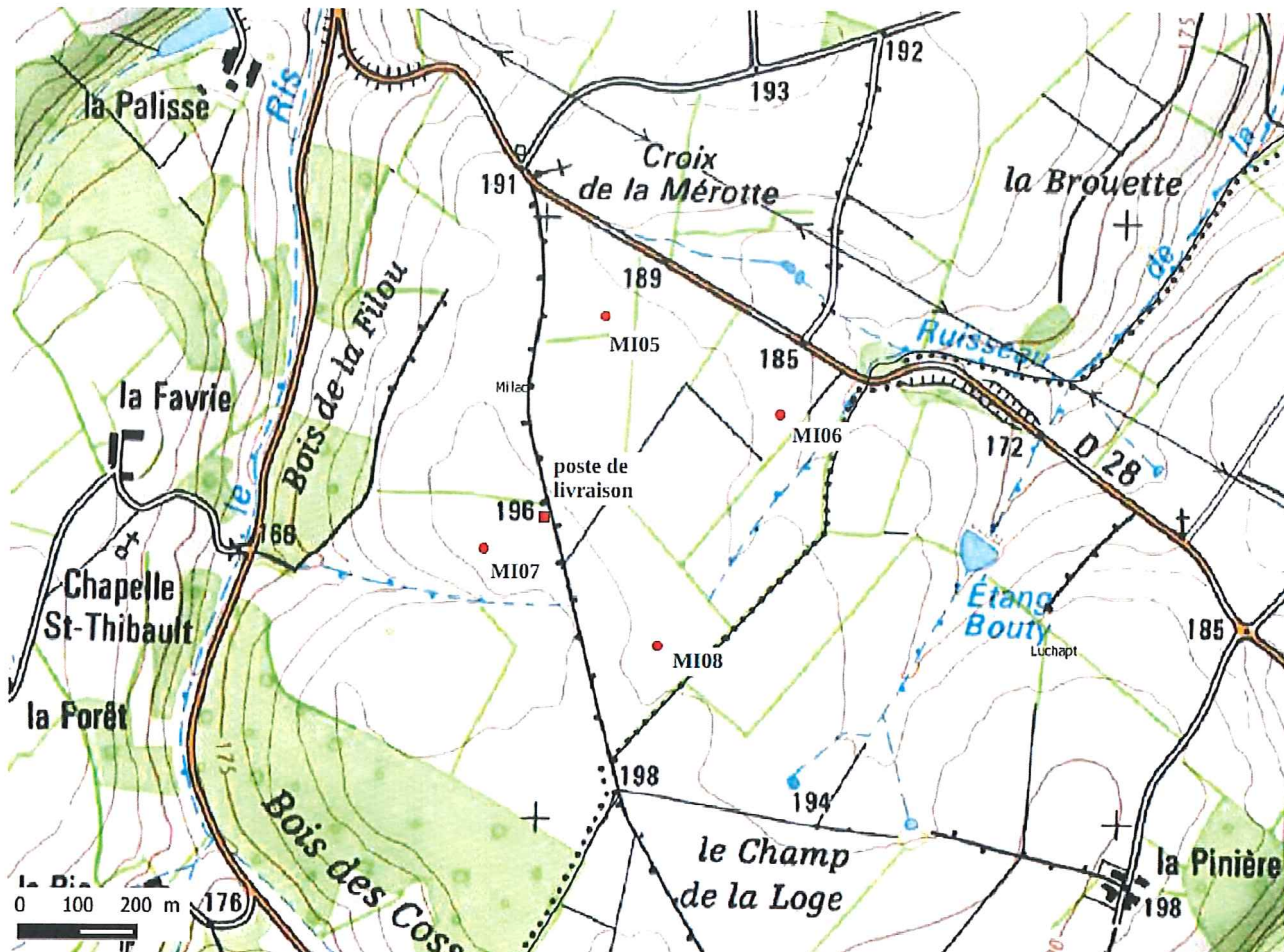 192
175
193
la Palisse
Ris
Croix
de la Mérotte
la Brouette
191
le
de
189
Bois de la Filou
MI05
185
Ruisseau
Milac
la Favrie
MI06
172
D 28
poste de
livraison
196
le
168
MI07
Chapelle
St-Thibault
Étang
Bouty
185
Luchapt
MI08
la Forêt
175
198
194
Bois des Coss
le Champ
de la Loge
la Pinière
176
198
0 100 200 m